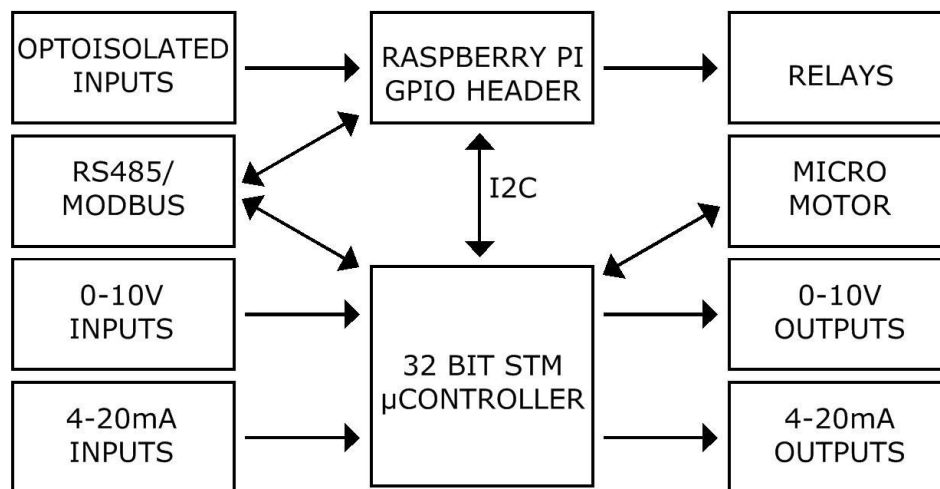 OPTOISOLATED
INPUTS
RASPBERRY PI
GPIO HEADER
RELAYS
RS485/
MODBUS
I2C
MICRO
MOTOR
0-10V
INPUTS
32 BIT STM
µCONTROLLER
0-10V
OUTPUTS
4-20mA
INPUTS
4-20mA
OUTPUTS